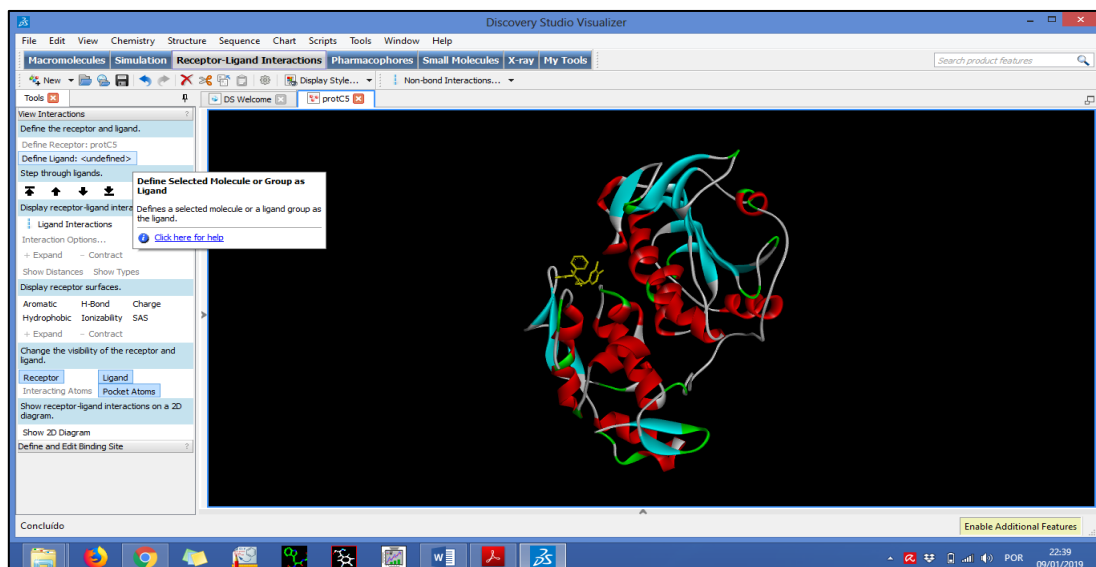 Discovery Studio Visualizer
File Edit View Chemistry Structure Sequence Chart Scripts Tools Window Help
Macromolecules Simulation Receptor-Ligand Interactions Pharmacophores Small Molecules X-ray My Tools
Search product features
New Display Style... Non-bond Interactions...
Tools DS Welcome protC5
View Interactions ?
Define the receptor and ligand.
Define Receptor: protC5
Define Ligand: <undefined>
Step through ligands.
Define Selected Molecule or Group as
Ligand
Defines a selected molecule or a ligand group as
the ligand.
Click here for help
Display receptor-ligand intera
Ligand Interactions
Interaction Options...
+ Expand - Contract
Show Distances Show Types
Display receptor surfaces.
Aromatic H-Bond Charge
Hydrophobic Ionizability SAS
+ Expand - Contract
Change the visibility of the receptor and
ligand.
Receptor Ligand
Interacting Atoms Pocket Atoms
Show receptor-ligand interactions on a 2D
diagram.
Show 2D Diagram
Define and Edit Binding Site ?
Concluído
Enable Additional Features
POR
22:39
09/01/2019